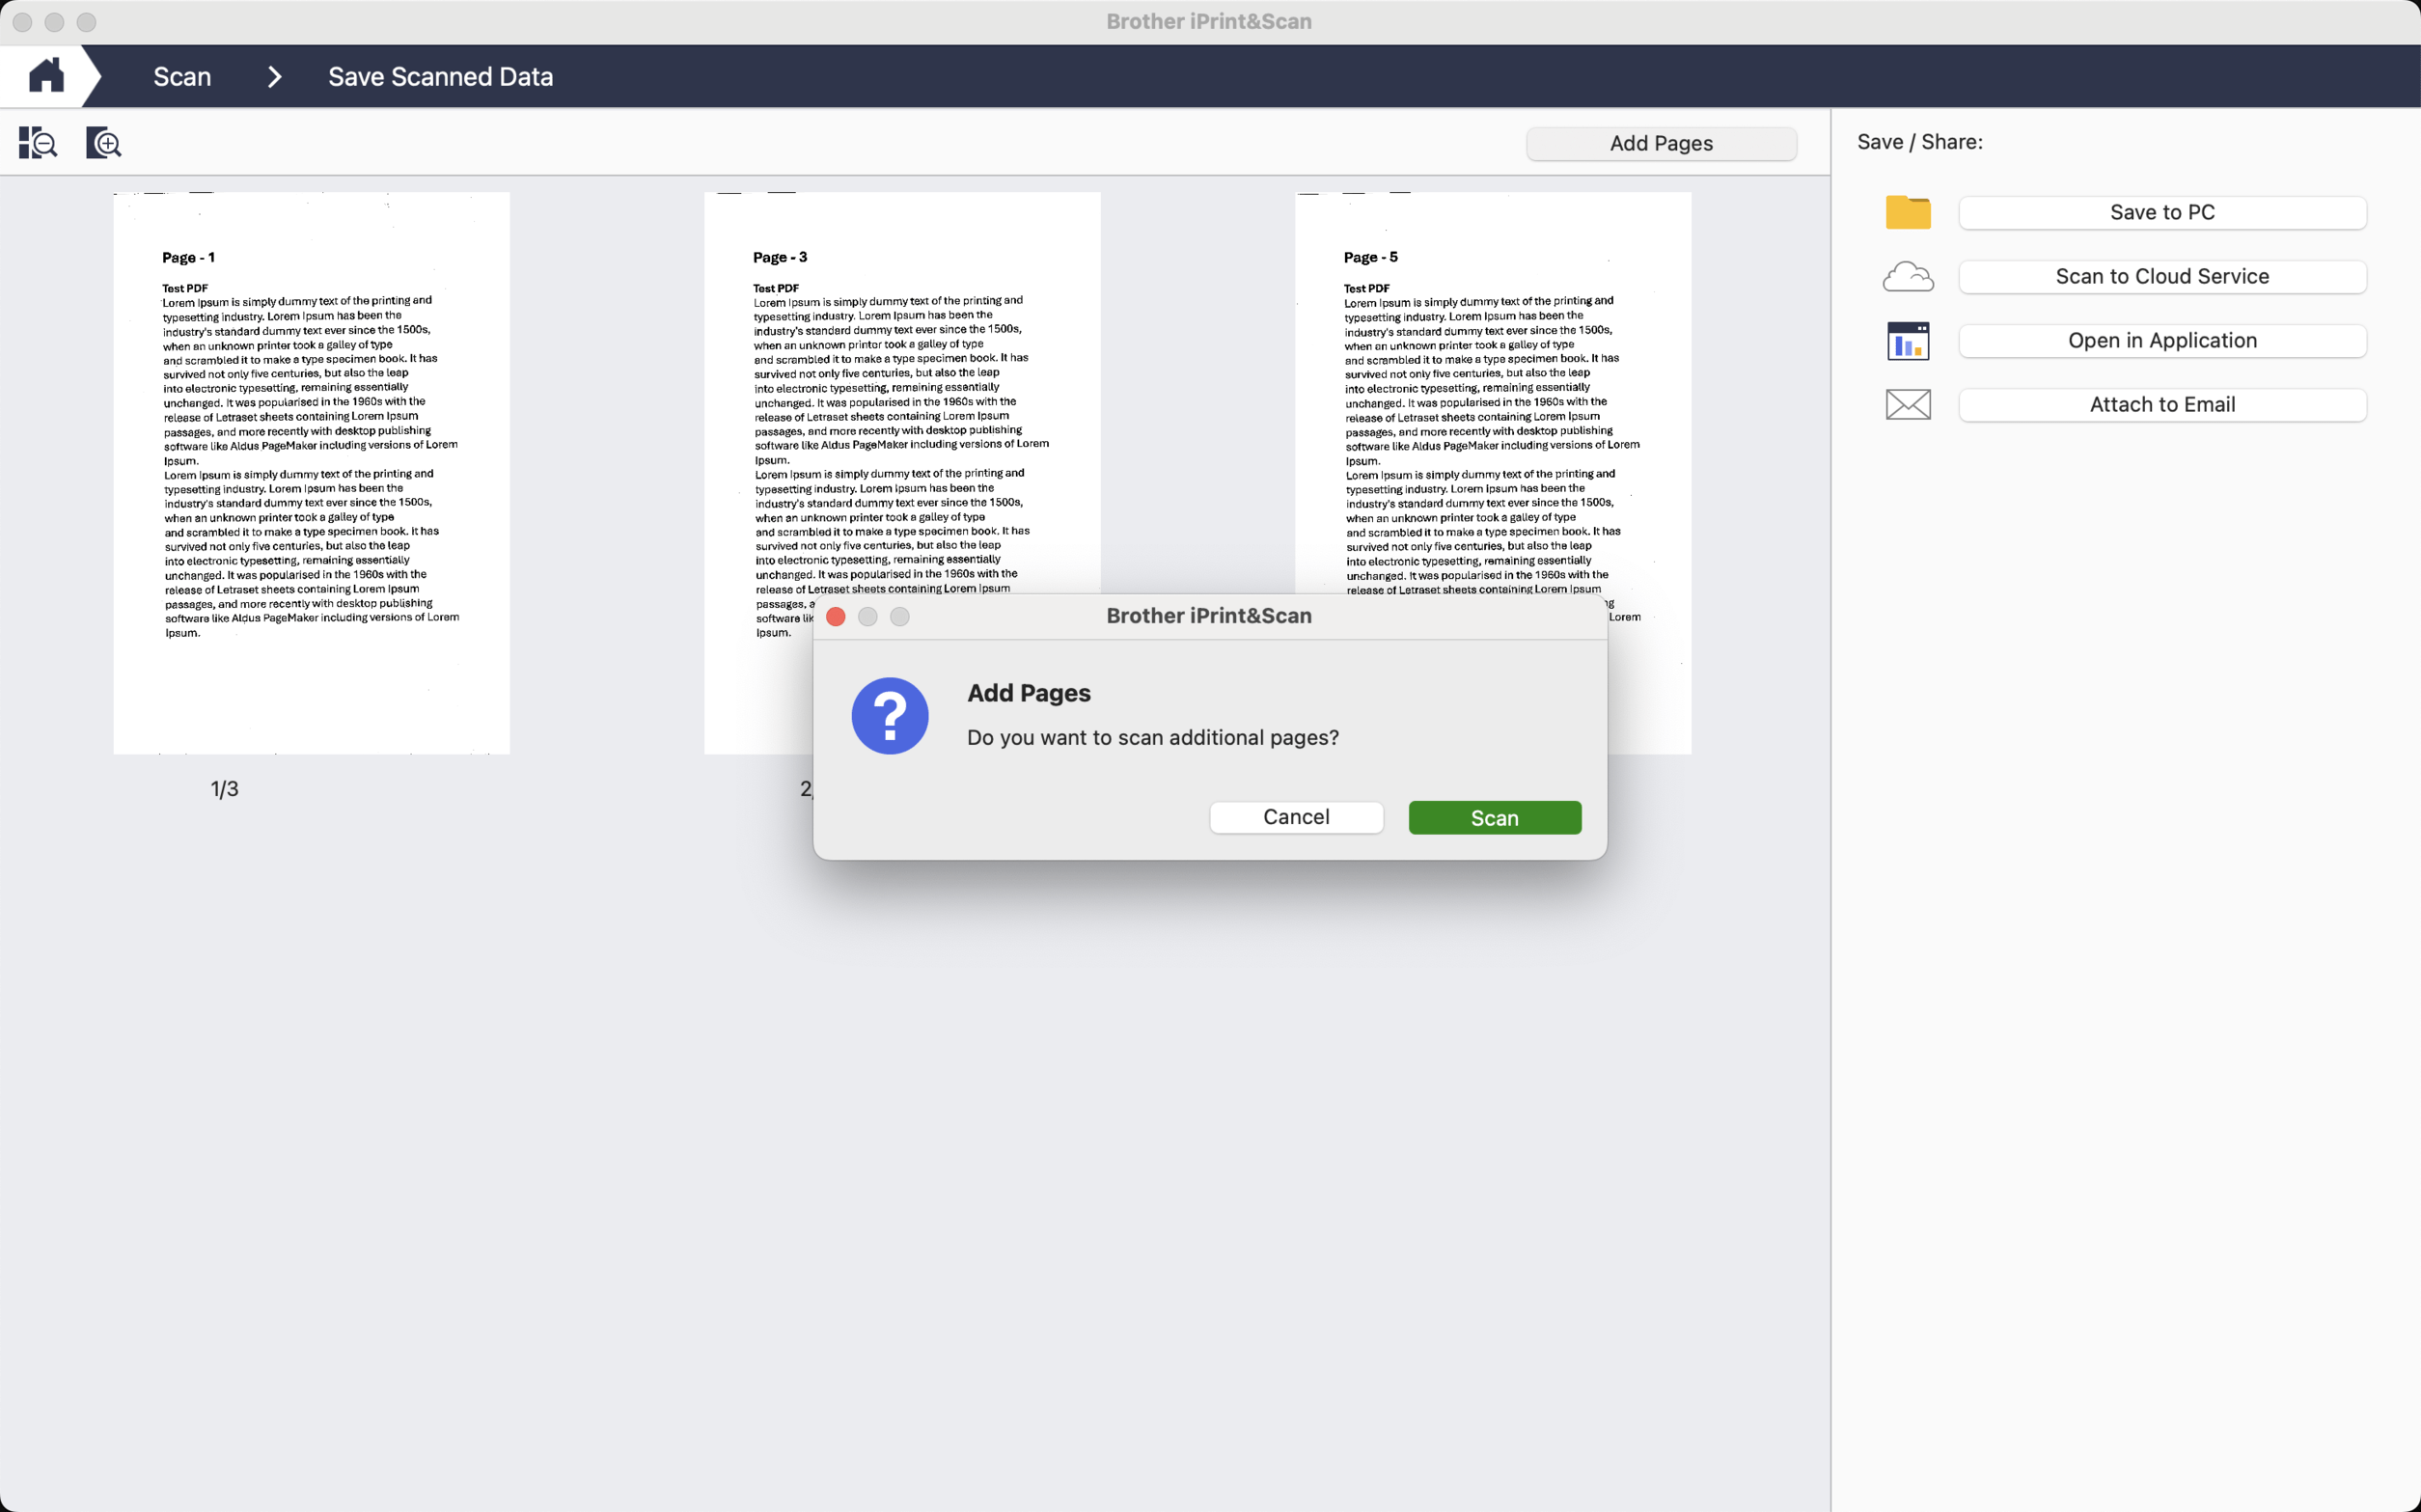 Brother iPrint&Scan
Scan
Save Scanned Data
Add Pages
Save / Share:
Save to PC
Scan to Cloud Service
Open in Application
Attach to Email
Page - 1
Test PDF
Lorem Ipsum is simply dummy text of the printing and
typesetting industry. Lorem Ipsum has been the
industry's standard dummy text ever since the 1500s,
when an unknown printer took a galley of type
and scrambled it to make a type specimen book. It has
survived not only five centuries, but also the leap
into electronic typesetting, remaining essentially
unchanged. It was popularised in the 1960s with the
release of Letraset sheets containing Lorem Ipsum
passages, and more recently with desktop publishing
software like Aldus PageMaker including versions of Lorem
Ipsum.
Lorem Ipsum is simply dummy text of the printing and
typesetting industry. Lorem Ipsum has been the
industry's standard dummy text ever since the 1500s,
when an unknown printer took a galley of type
and scrambled it to make a type specimen book. It has
survived not only five centuries, but also the leap
into electronic typesetting, remaining essentially
unchanged. It was popularised in the 1960s with the
release of Letraset sheets containing Lorem Ipsum
passages, and more recently with desktop publishing
software like Aldus PageMaker including versions of Lorem
Ipsum.
1/3
Page - 3
Test PDF
Lorem Ipsum is simply dummy text of the printing and
typesetting industry. Lorem Ipsum has been the
industry's standard dummy text ever since the 1500s,
when an unknown printer took a galley of type
and scrambled it to make a type specimen book. It has
survived not only five centuries, but also the leap
into electronic typesetting, remaining essentially
unchanged. It was popularised in the 1960s with the
release of Letraset sheets containing Lorem Ipsum
passages, and more recently with desktop publishing
software like Aldus PageMaker including versions of Lorem
Ipsum.
Lorem Ipsum is simply dummy text of the printing and
typesetting industry. Lorem Ipsum has been the
industry's standard dummy text ever since the 1500s,
when an unknown printer took a galley of type
and scrambled it to make a type specimen book. It has
survived not only five centuries, but also the leap
into electronic typesetting, remaining essentially
unchanged. It was popularised in the 1960s with the
release of Letraset sheets containing Lorem Ipsum
passages,
software
Ipsum.
Page - 5
Test PDF
Lorem Ipsum is simply dummy text of the printing and
typesetting industry. Lorem Ipsum has been the
industry's standard dummy text ever since the 1500s,
when an unknown printer took a galley of type
and scrambled it to make a type specimen book. It has
survived not only five centuries, but also the leap
into electronic typesetting, remaining essentially
unchanged. It was popularised in the 1960s with the
release of Letraset sheets containing Lorem Ipsum
passages, and more recently with desktop publishing
software like Aldus PageMaker including versions of Lorem
Ipsum.
Lorem Ipsum is simply dummy text of the printing and
typesetting industry. Lorem Ipsum has been the
industry's standard dummy text ever since the 1500s,
when an unknown printer took a galley of type
and scrambled it to make a type specimen book. It has
survived not only five centuries, but also the leap
into electronic typesetting, remaining essentially
unchanged. It was popularised in the 1960s with the
release of Letraset sheets containing Lorem Ipsum
Lorem
Brother iPrint&Scan
Add Pages
Do you want to scan additional pages?
Cancel
Scan